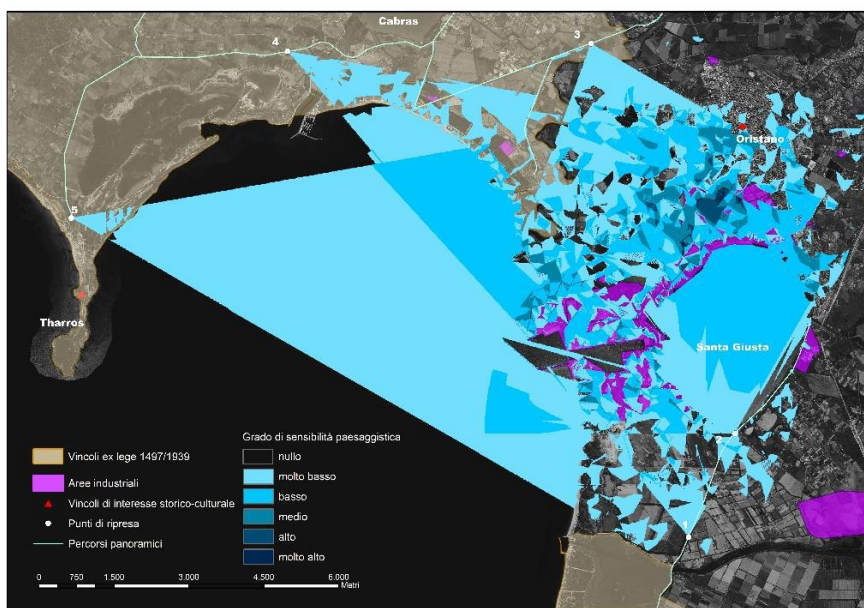 Cabras
4
3
Oristano
5
Tharros
Santa Giusta
2
1
Vincoli ex lege 1497/1939
Aree industriali
Vincoli di interesse storico-culturale
Punti di ripresa
Percorsi panoramici
Grado di sensibilità paesaggistica
nullo
molto basso
basso
medio
alto
molto alto
0 750 1.500 3.000 4.500 6.000
Metri